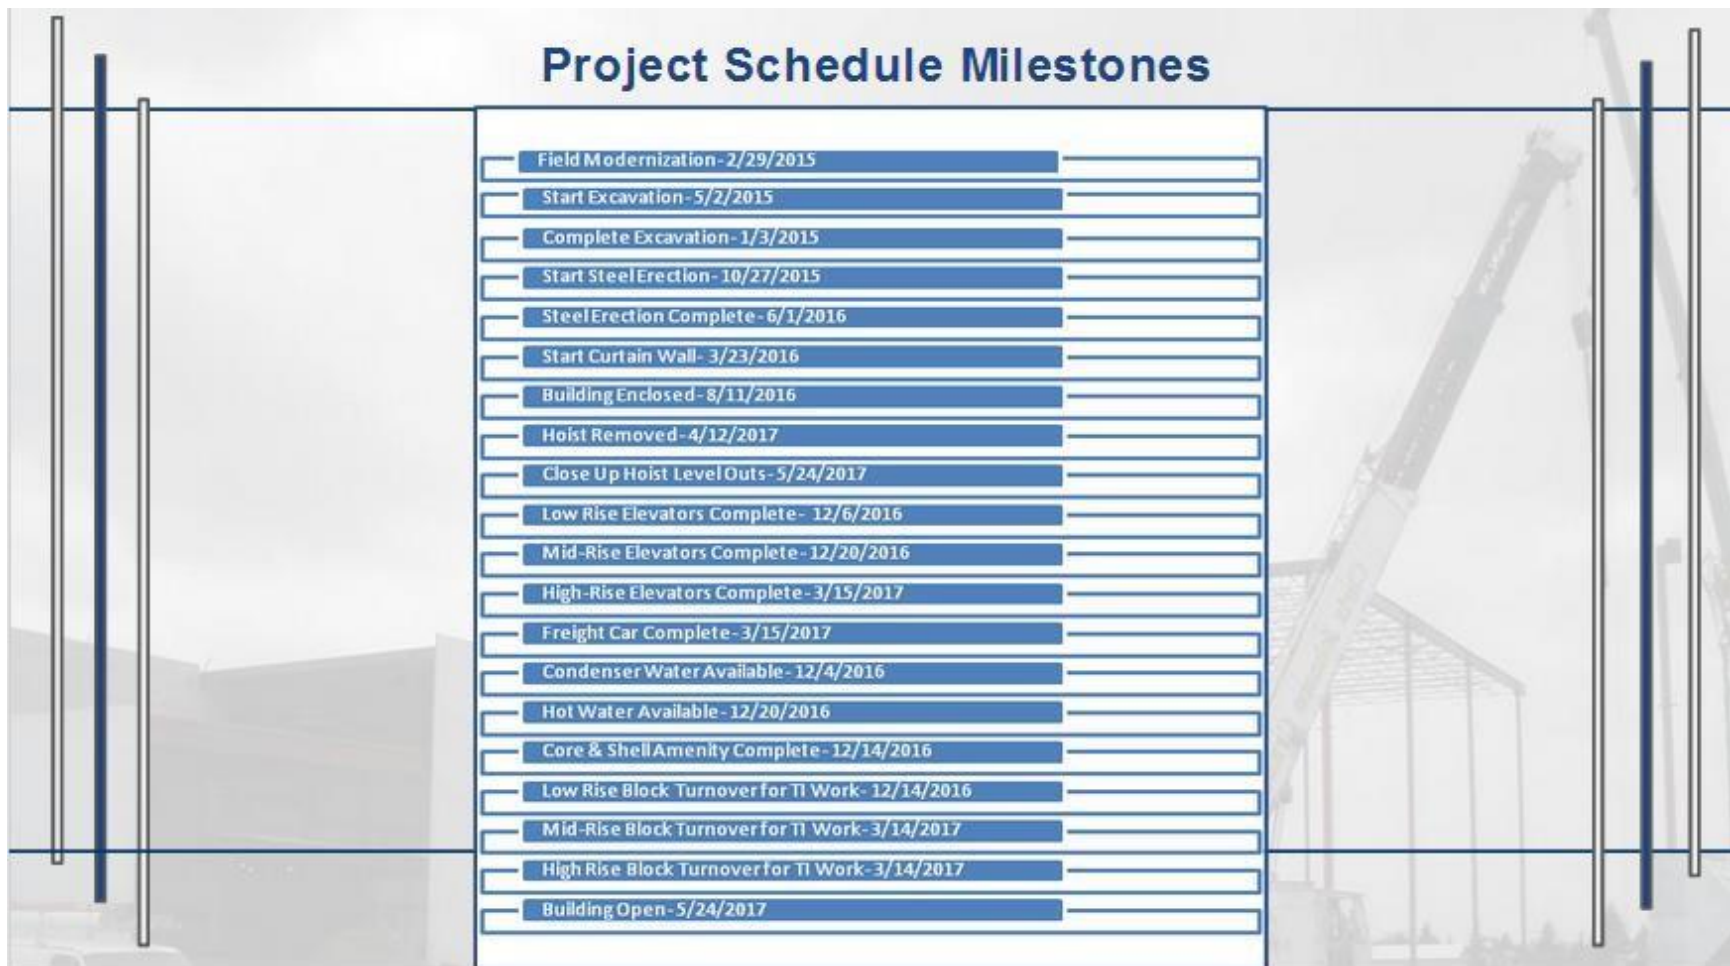 Project Schedule Milestones
Field Modernization-2/29/2015
Start Excavation-5/2/2015
Complete Excavation-1/3/2015
Start Steel Erection-10/27/2015
Steel Erection Complete-6/1/2016
Start Curtain Wall- 3/23/2016
Building Enclosed-8/11/2016
Hoist Removed-4/12/2017
Close Up Hoist Level Outs-5/24/2017
Low Rise Elevators Complete- 12/6/2016
Mid-Rise Elevators Complete-12/20/2016
High-Rise Elevators Complete-3/15/2017
Freight Car Complete-3/15/2017
Condenser Water Available-12/4/2016
Hot Water Available-12/20/2016
Core & Shell Amenity Complete-12/14/2016
Low Rise Block Turnover for TI Work- 12/14/2016
Mid-Rise Block Turnover for TI Work-3/14/2017
High Rise Block Turnover for TI Work-3/14/2017
Building Open-5/24/2017